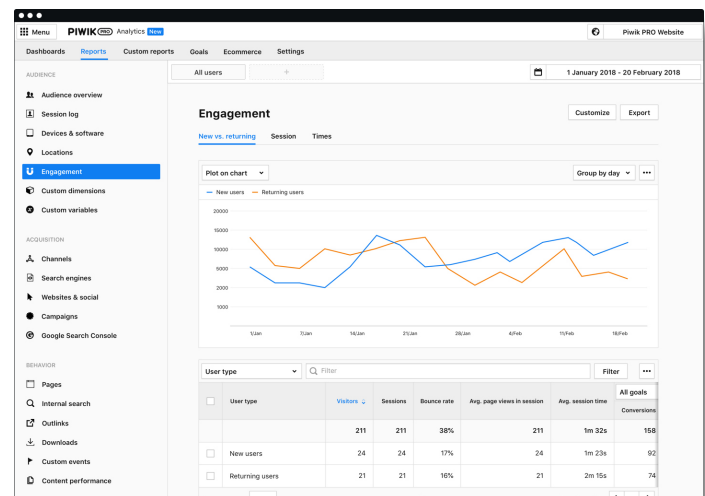 Menu PIWIK PRO Analytics New Piwik PRO Website
Dashboards Reports Custom reports Goals Ecommerce Settings
All users + 1 January 2018 - 20 February 2018
AUDIENCE
Audience overview
Session log
Devices & software
Locations
Engagement
Custom dimensions
Custom variables
ACQUISITION
Channels
Search engines
Websites & social
Campaigns
Google Search Console
BEHAVIOR
Pages
Internal search
Outlinks
Downloads
Custom events
Content performance
Engagement Customize Export
New vs. returning Session Times
Plot on chart Group by day
New users Returning users
20000
15000
10000
5000
2000
1000
1/Jan 7/Jan 14/Jan 21/Jan 28/Jan 4/Feb 11/Feb 18/Feb
User type Filter Filter
All goals
User type Visitors Sessions Bounce rate Avg. page views in session Avg. session time
Conversions
211 211 38% 211 1m 32s 158
New users 24 24 17% 24 1m 23s 92
Returning users 21 21 16% 21 2m 15s 74